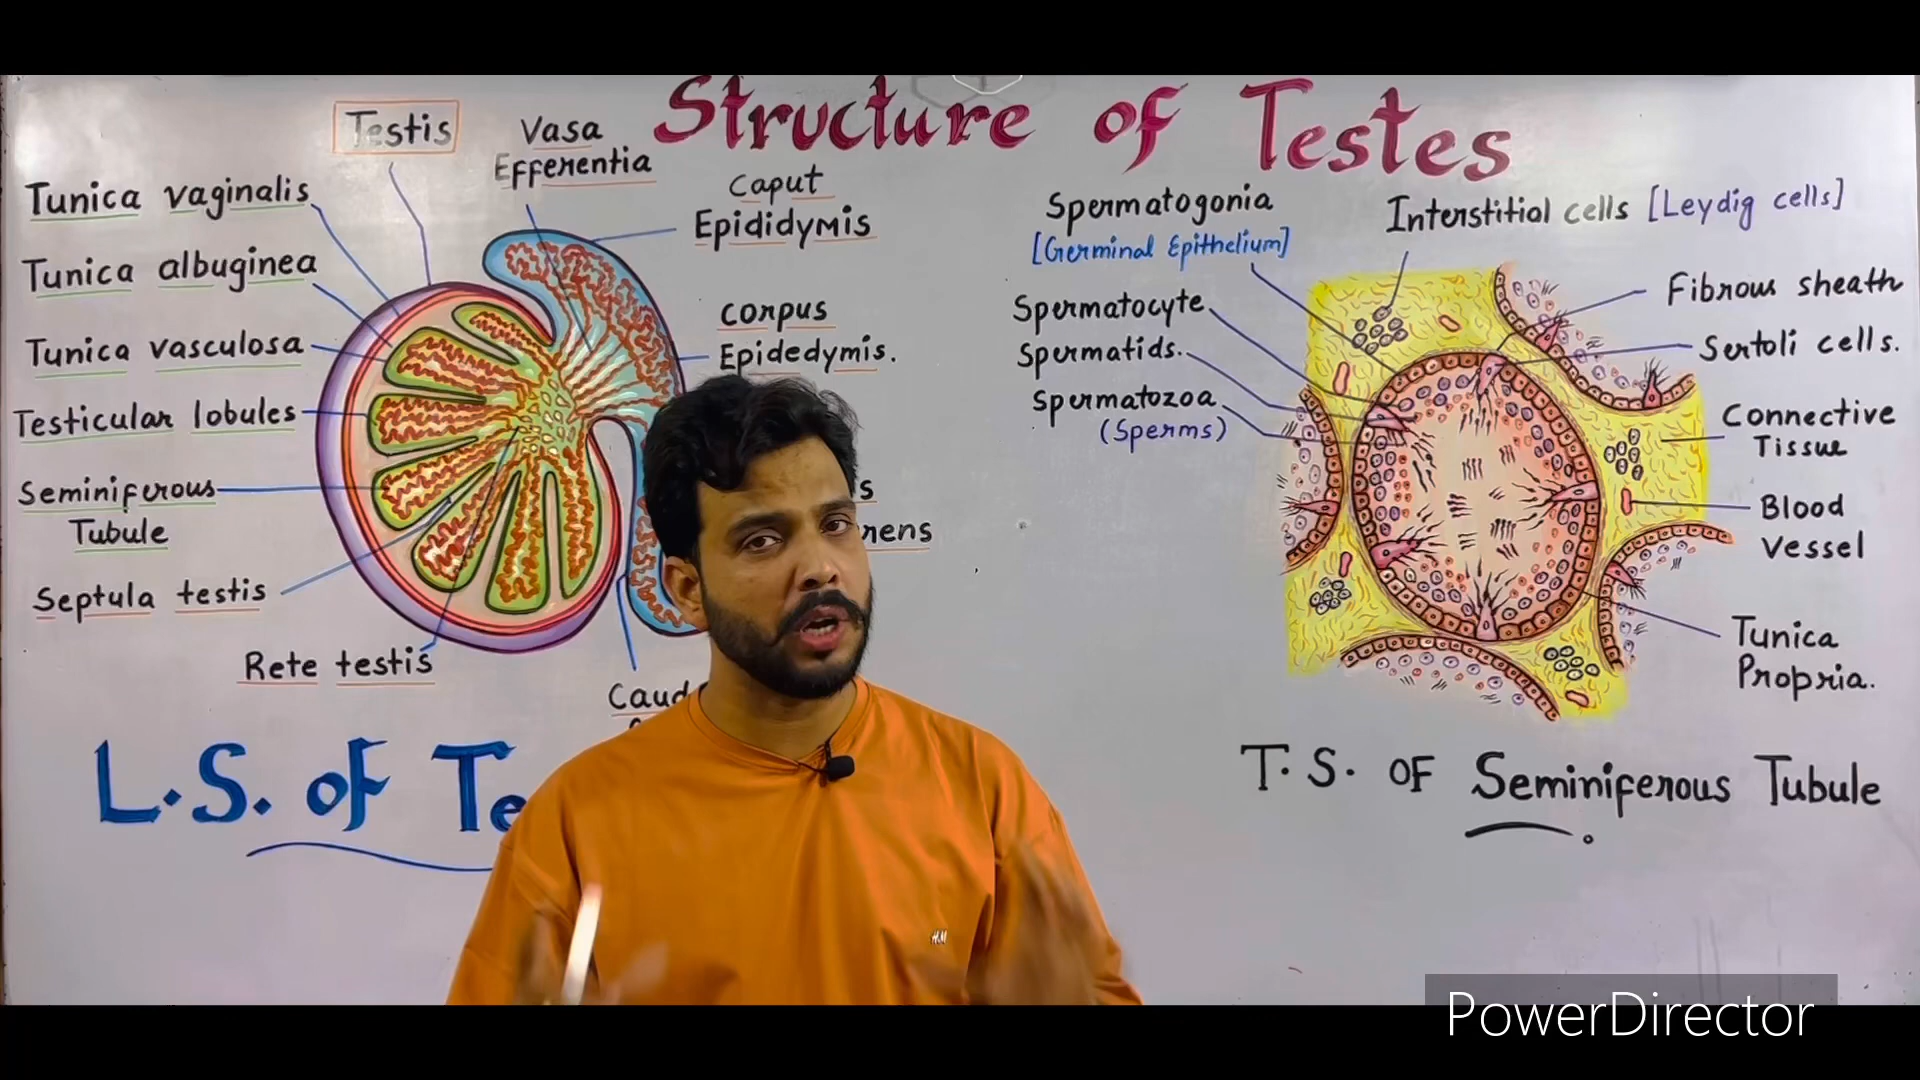 Structure of Testes
Testis
Vasa
Efferentia
Caput
Epididymis
Tunica vaginalis
Tunica albuginea
Tunica vasculosa
Testicular lobules
Seminiferous
Tubule
Septula testis
Rete testis
Corpus
Epidedymis.
L.S. of
Spermatogonia
[Germinal Epithelium]
Spermatocyte
Spermatids.
Spermatozoa
(Sperms)
Interstitial cells [Leydig cells]
Fibrous sheath
Sertoli cells.
Connective
Tissue
Blood
Vessel
Tunica
Propria.
T.S. OF Seminiferous Tubule
H&M
PowerDirector